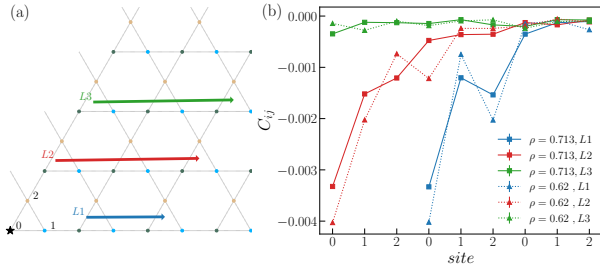 (a)
L3
L2
L1
2
0
1
(b)
0.000
−0.001
−0.002
−0.003
−0.004
C_{ij}
ρ = 0.713, L1
ρ = 0.713, L2
ρ = 0.713, L3
ρ = 0.62 , L1
ρ = 0.62 , L2
ρ = 0.62 , L3
0 1 2 0 1 2 0 1 2
site